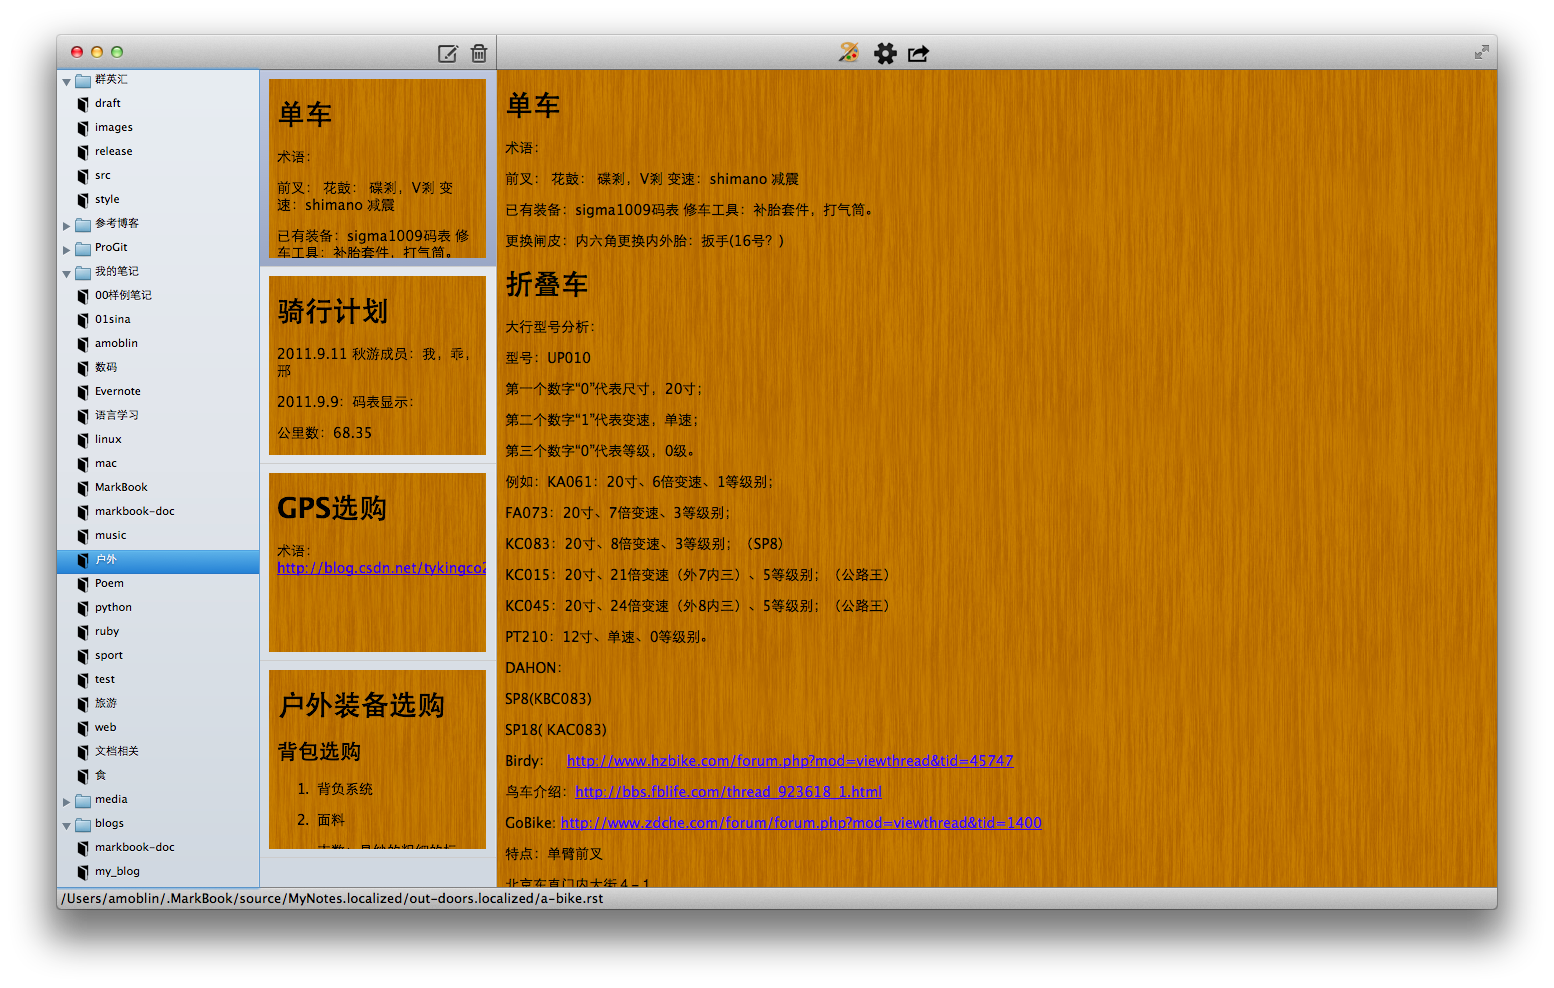 群英汇
draft
images
release
src
style
参考博客
ProGit
我的笔记
00样例笔记
01sina
amoblin
数码
Evernote
语言学习
linux
mac
MarkBook
markbook-doc
music
户外
Poem
python
ruby
sport
test
旅游
web
文档相关
食
media
blogs
markbook-doc
my_blog
单车
术语：
前叉： 花鼓： 碟刹，V刹 变
速：shimano 减震
已有装备：sigma1009码表 修
车工具：补胎套件，打气筒。
骑行计划
2011.9.11 秋游成员：我，乖，
邢
2011.9.9：码表显示：
公里数：68.35
GPS选购
术语：
http://blog.csdn.net/tykingco2
户外装备选购
背包选购
1. 背负系统
2. 面料
单车
术语：
前叉： 花鼓： 碟刹，V刹 变速：shimano 减震
已有装备：sigma1009码表 修车工具：补胎套件，打气筒。
更换闸皮：内六角更换内外胎：扳手(16号？)
折叠车
大行型号分析：
型号：UP010
第一个数字“0”代表尺寸，20寸；
第二个数字“1”代表变速，单速；
第三个数字“0”代表等级，0级。
例如：KA061：20寸、6倍变速、1等级别；
FA073：20寸、7倍变速、3等级别；
KC083：20寸、8倍变速、3等级别；（SP8）
KC015：20寸、21倍变速（外7内三）、5等级别；（公路王）
KC045：20寸、24倍变速（外8内三）、5等级别；（公路王）
PT210：12寸、单速、0等级别。
DAHON：
SP8(KBC083)
SP18( KAC083)
Birdy： http://www.hzbike.com/forum.php?mod=viewthread&tid=45747
鸟车介绍：http://bbs.fblife.com/thread_923618_1.html
GoBike: http://www.zdche.com/forum/forum.php?mod=viewthread&tid=1400
特点：单臂前叉
北京东直门内大街４－１
/Users/amoblin/.MarkBook/source/MyNotes.localized/out-doors.localized/a-bike.rst